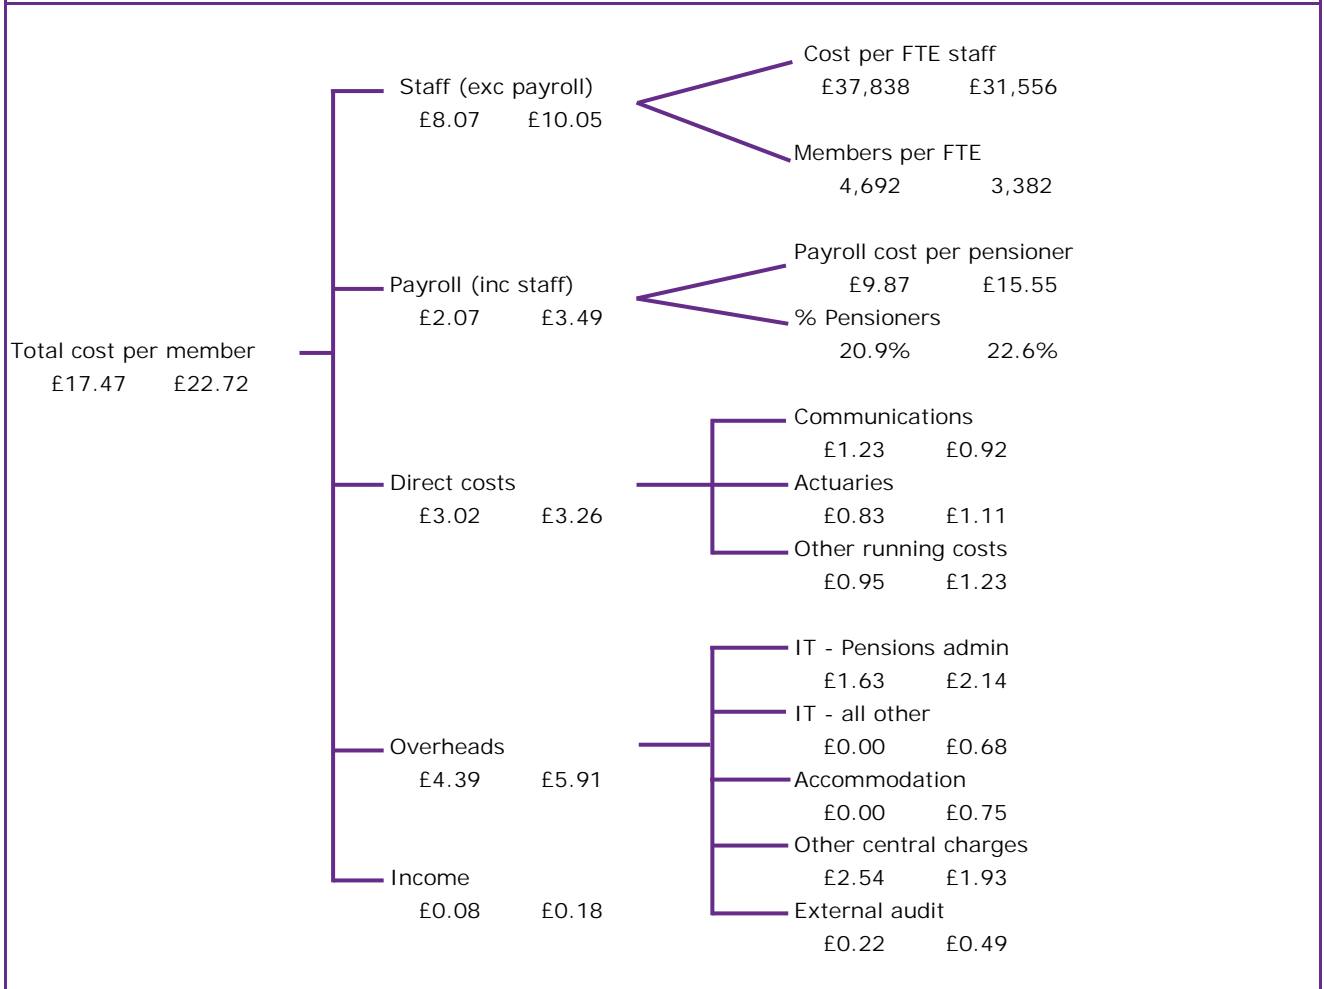 Cost per FTE staff
£37,838 £31,556
Staff (exc payroll)
£8.07 £10.05
Members per FTE
4,692 3,382
Payroll cost per pensioner
£9.87 £15.55
Payroll (inc staff)
£2.07 £3.49
% Pensioners
20.9% 22.6%
Total cost per member
£17.47 £22.72
Communications
£1.23 £0.92
Direct costs
£3.02 £3.26
Actuaries
£0.83 £1.11
Other running costs
£0.95 £1.23
IT - Pensions admin
£1.63 £2.14
IT - all other
£0.00 £0.68
Overheads
£4.39 £5.91
Accommodation
£0.00 £0.75
Other central charges
£2.54 £1.93
Income
£0.08 £0.18
External audit
£0.22 £0.49